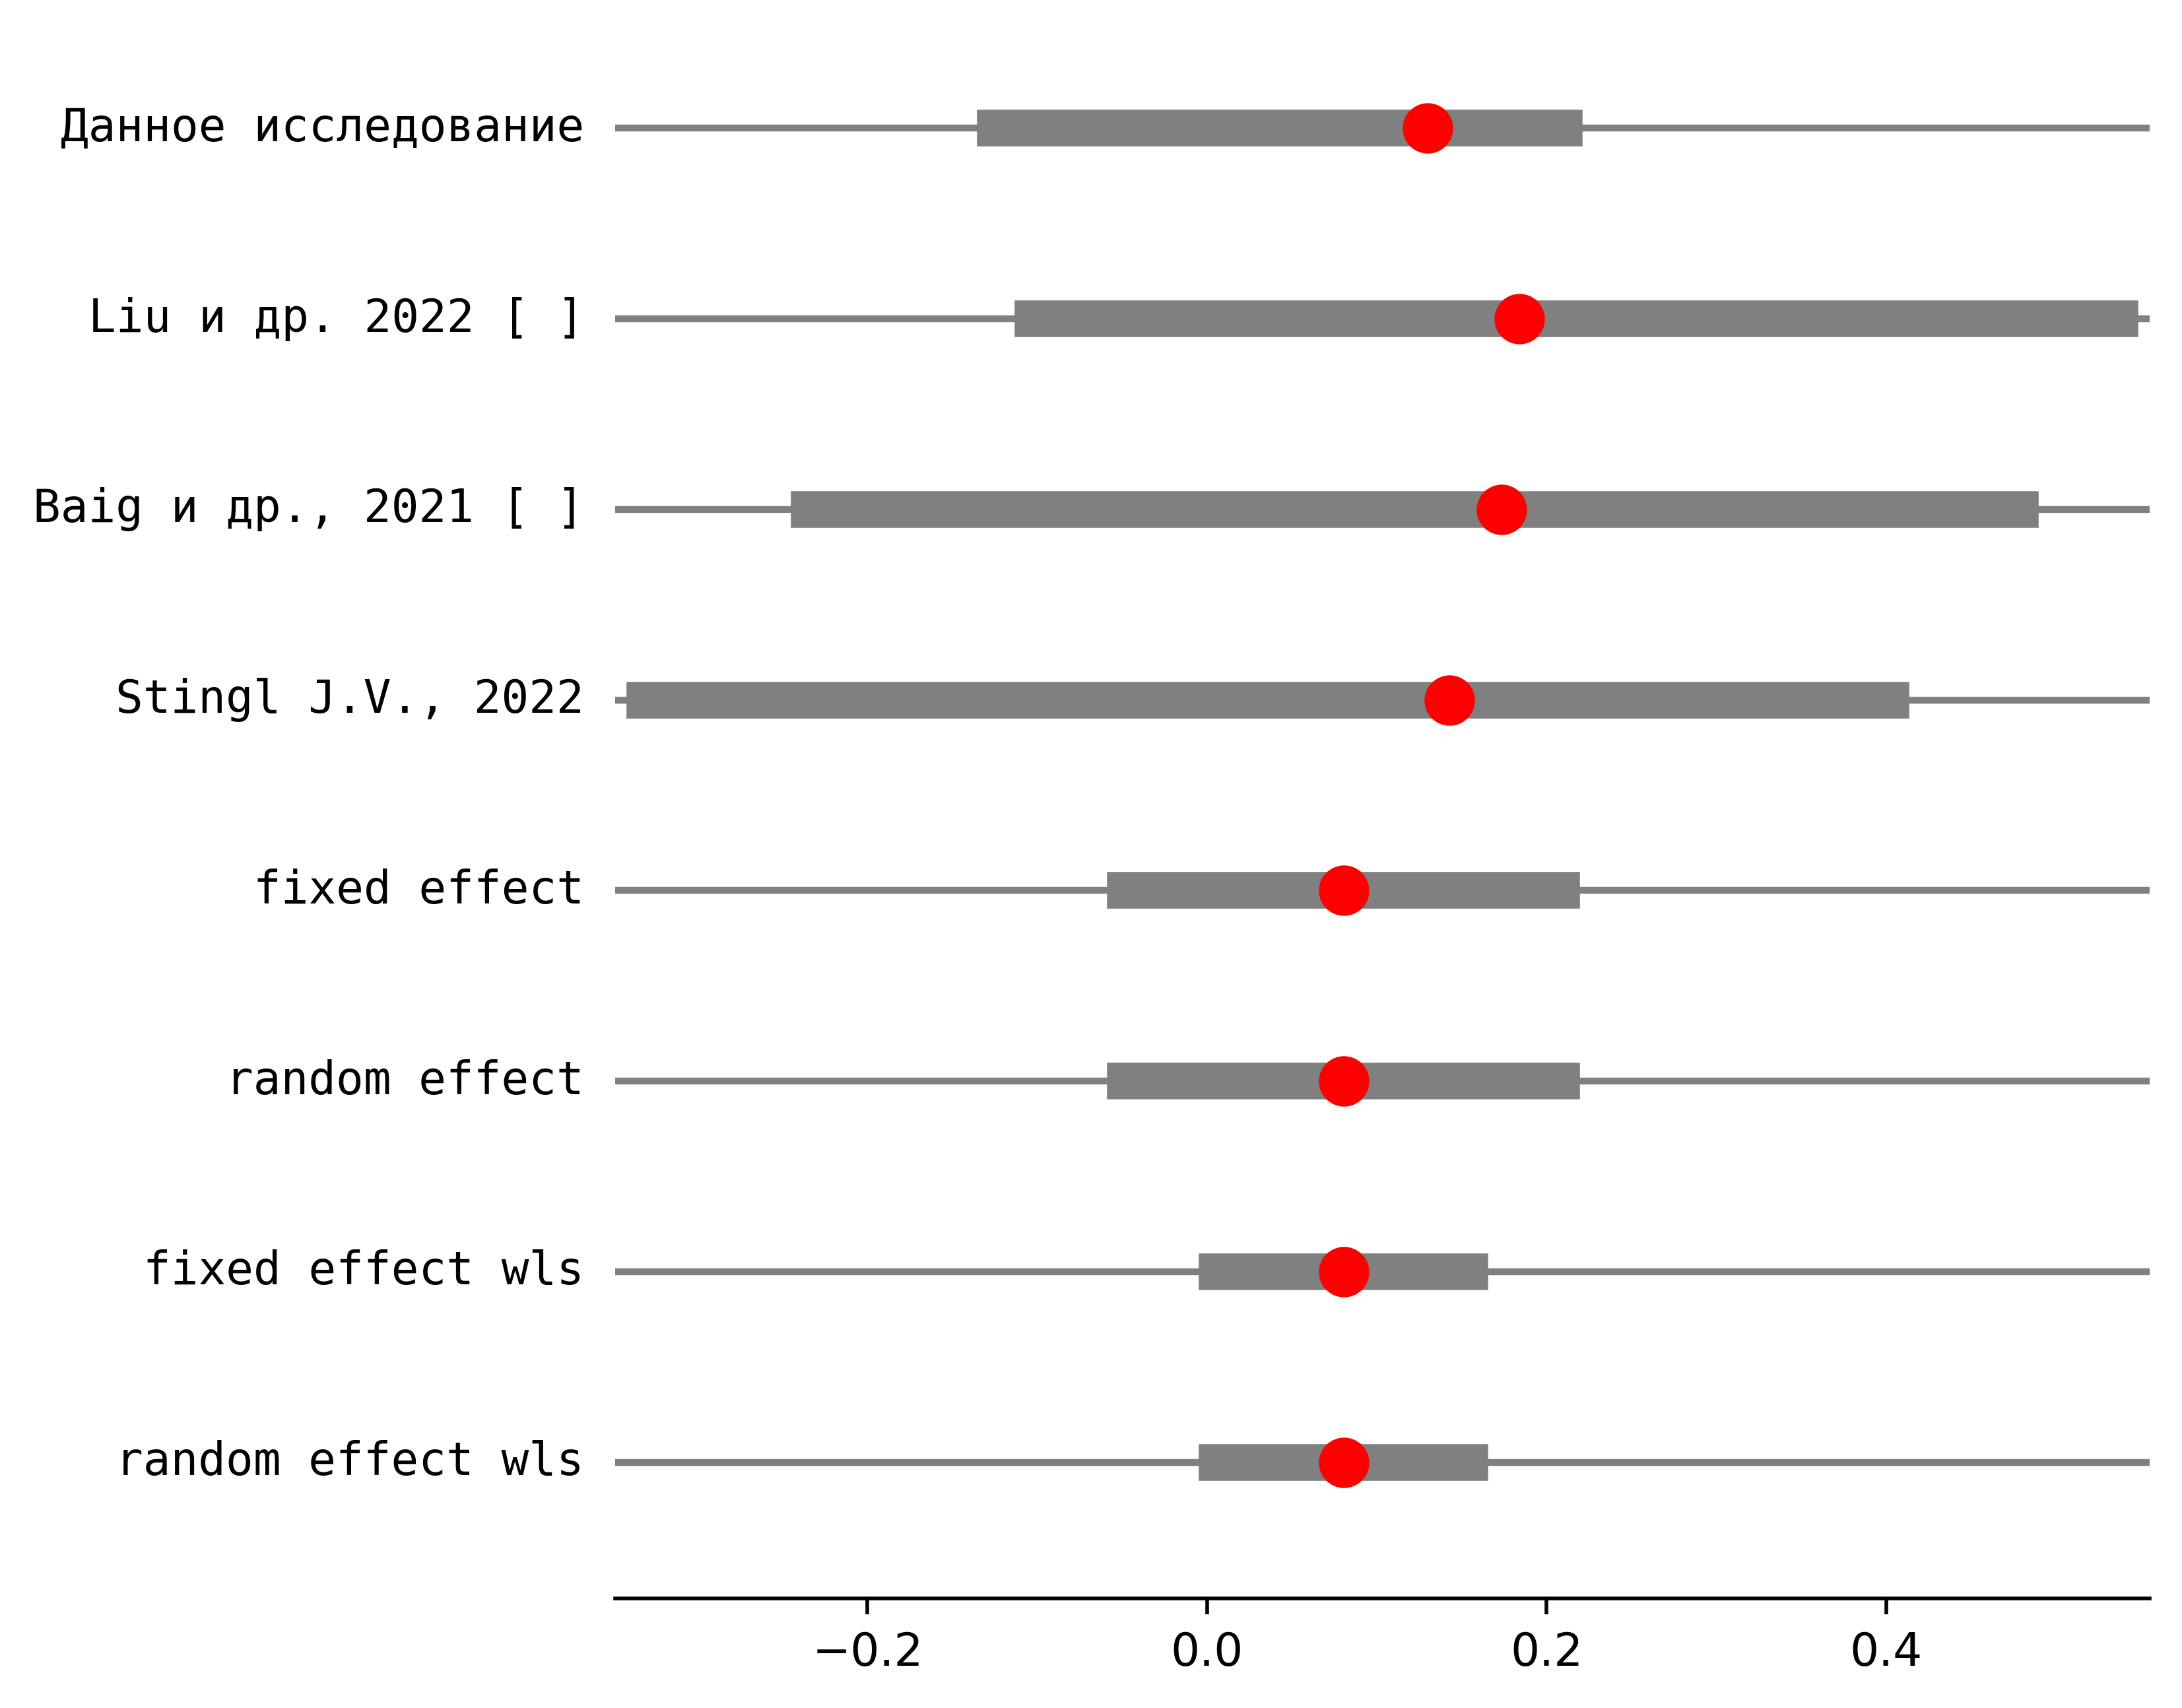 Данное исследование
Liu и др. 2022 [ ]
Baig и др., 2021 [ ]
Stingl J.V., 2022
fixed effect
random effect
fixed effect wls
random effect wls
−0.2 0.0 0.2 0.4